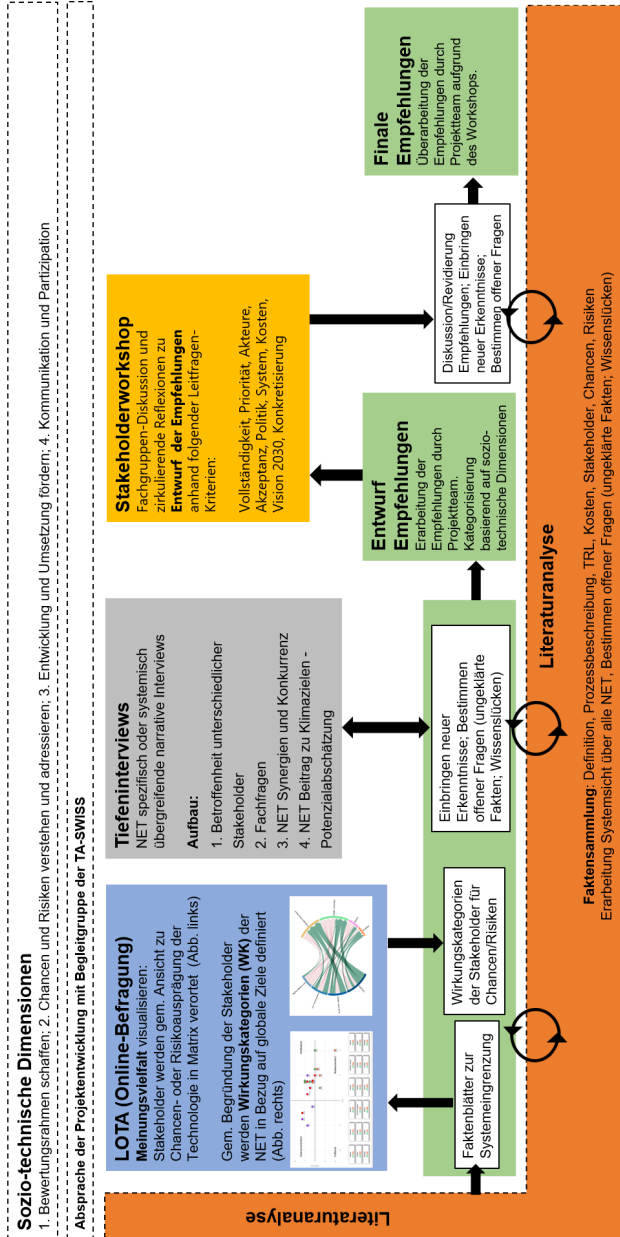 Sozio-technische Dimensionen
1. Bewertungsrahmen schaffen; 2. Chancen und Risiken verstehen und adressieren; 3. Entwicklung und Umsetzung fördern; 4. Kommunikation und Partizipation
Absprache der Projektentwicklung mit Begleitgruppe der TA-SWISS
LOTA (Online-Befragung)
Meinungsvielfalt visualisieren:
Stakeholder werden gem. Ansicht zu
Chancen- oder Risikoausprägung der
Technologie in Matrix verortet (Abb. links)
Gem. Begründung der Stakeholder
werden Wirkungskategorien (WK) der
NET in Bezug auf globale Ziele definiert
(Abb. rechts)
Tiefeninterviews
NET spezifisch oder systemisch
übergreifende narrative Interviews
Aufbau:
1. Betroffenheit unterschiedlicher
Stakeholder
2. Fachfragen
3. NET Synergien und Konkurrenz
4. NET Beitrag zu Klimazielen -
Potenzialabschätzung
Stakeholderworkshop
Fachgruppen-Diskussion und
zirkulierende Reflexionen zu
Entwurf der Empfehlungen
anhand folgender Leitfragen-
Kriterien:
Vollständigkeit, Priorität, Akteure,
Akzeptanz, Politik, System, Kosten,
Vision 2030, Konkretisierung
Faktenblätter zur
Systemeingrenzung
Wirkungskategorien
der Stakeholder für
Chancen/Risiken
Einbringen neuer
Erkenntnisse; Bestimmen
offener Fragen (ungeklärte
Fakten; Wissenslücken)
Entwurf
Empfehlungen
Erarbeitung der
Empfehlungen durch
Projektteam.
Kategorisierung
basierend auf sozio-
technische Dimensionen
Diskussion/Revidierung
Empfehlungen; Einbringen
neuer Erkenntnisse;
Bestimmen offener Fragen
Finale
Empfehlungen
Überarbeitung der
Empfehlungen durch
Projektteam aufgrund
des Workshops.
Literaturanalyse
Literaturanalyse
Faktensammlung: Definition, Prozessbeschreibung, TRL, Kosten, Stakeholder, Chancen, Risiken
Erarbeitung Systemsicht über alle NET, Bestimmen offener Fragen (ungeklärte Fakten; Wissenslücken)